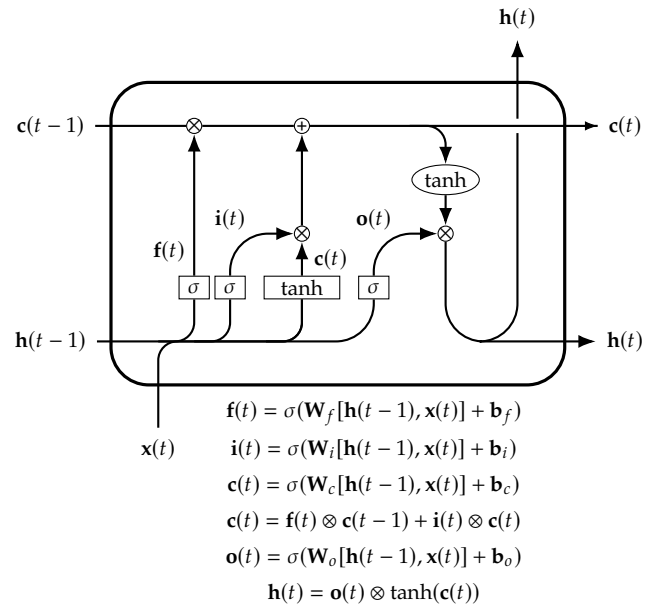 h(t)
c(t−1) ⊗ + c(t)
tanh
i(t) o(t)
⊗ ⊗
f(t) c(t)
σ σ tanh σ
h(t−1) h(t)
x(t)
f(t) = σ(W_f[h(t−1), x(t)] + b_f)
i(t) = σ(W_i[h(t−1), x(t)] + b_i)
c(t) = σ(W_c[h(t−1), x(t)] + b_c)
c(t) = f(t) ⊗ c(t−1) + i(t) ⊗ c(t)
o(t) = σ(W_o[h(t−1), x(t)] + b_o)
h(t) = o(t) ⊗ tanh(c(t))